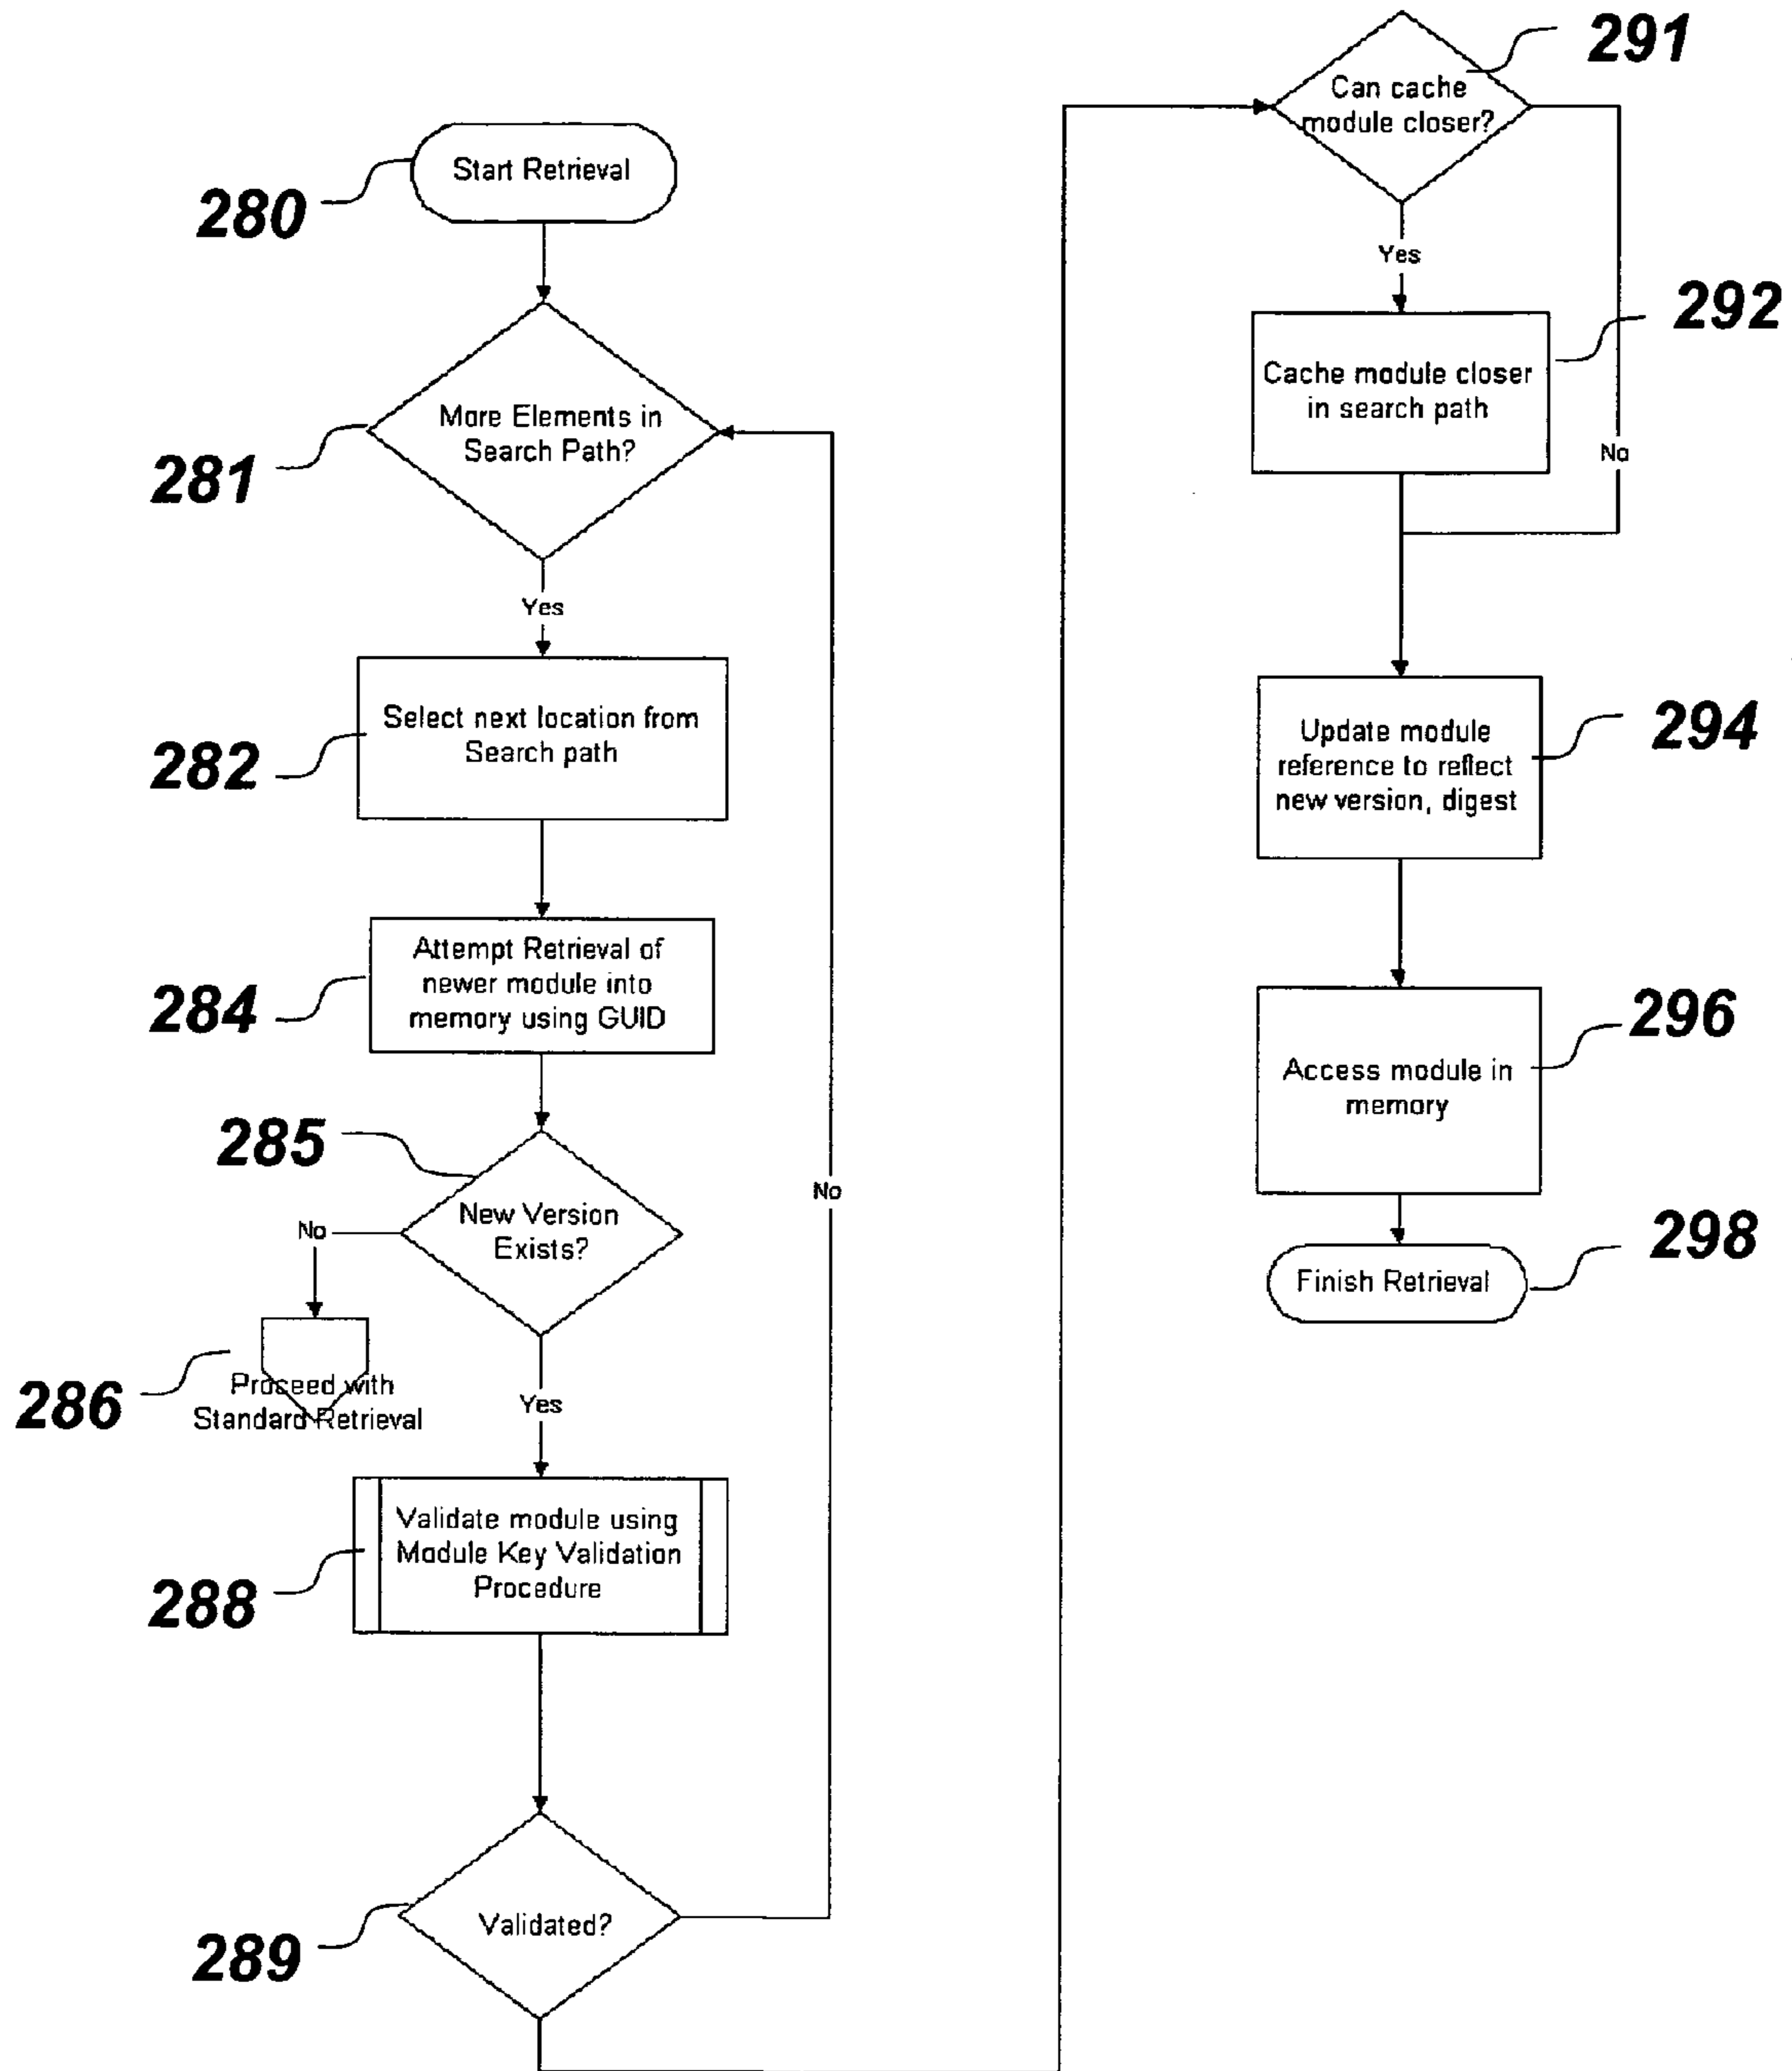 280
Start Retrieval
281
More Elements in
Search Path?
Yes
282
Select next location from
Search path
284
Attempt Retrieval of
newer module into
memory using GUID
285
New Version
Exists?
No
286
Proceed with
Standard Retrieval
Yes
288
Validate module using
Module Key Validation
Procedure
289
Validated?
No
291
Can cache
module closer?
Yes
No
292
Cache module closer
in search path
294
Update module
reference to reflect
new version, digest
296
Access module in
memory
298
Finish Retrieval